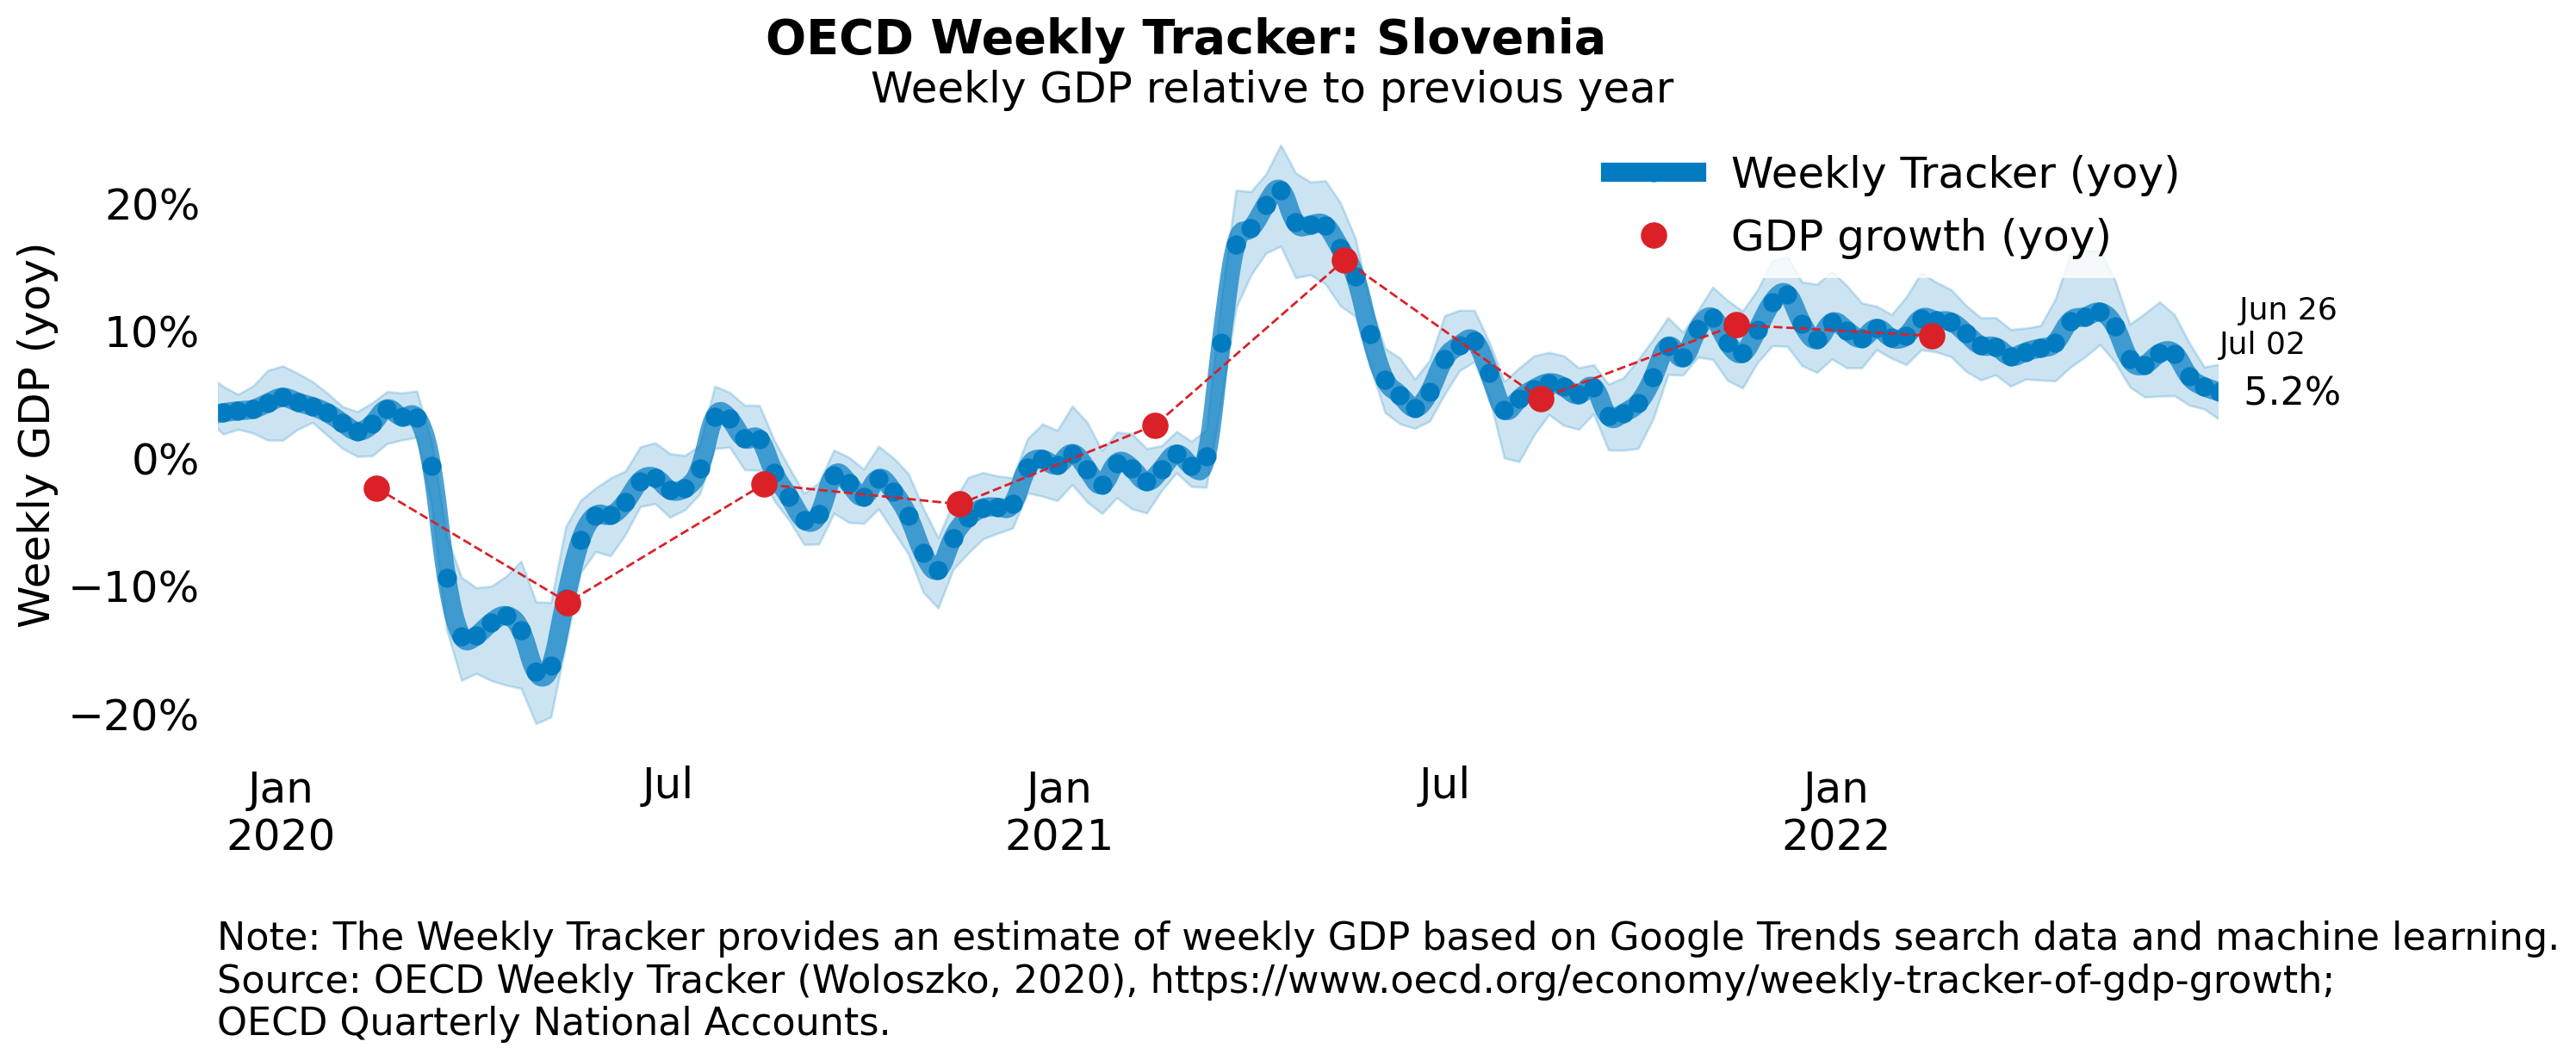 OECD Weekly Tracker: Slovenia
Weekly GDP relative to previous year
Weekly Tracker (yoy)
GDP growth (yoy)
Weekly GDP (yoy)
20%
10%
0%
−10%
−20%
Jun 26
Jul 02
5.2%
Jan
2020
Jul
Jan
2021
Jul
Jan
2022
Note: The Weekly Tracker provides an estimate of weekly GDP based on Google Trends search data and machine learning.
Source: OECD Weekly Tracker (Woloszko, 2020), https://www.oecd.org/economy/weekly-tracker-of-gdp-growth;
OECD Quarterly National Accounts.